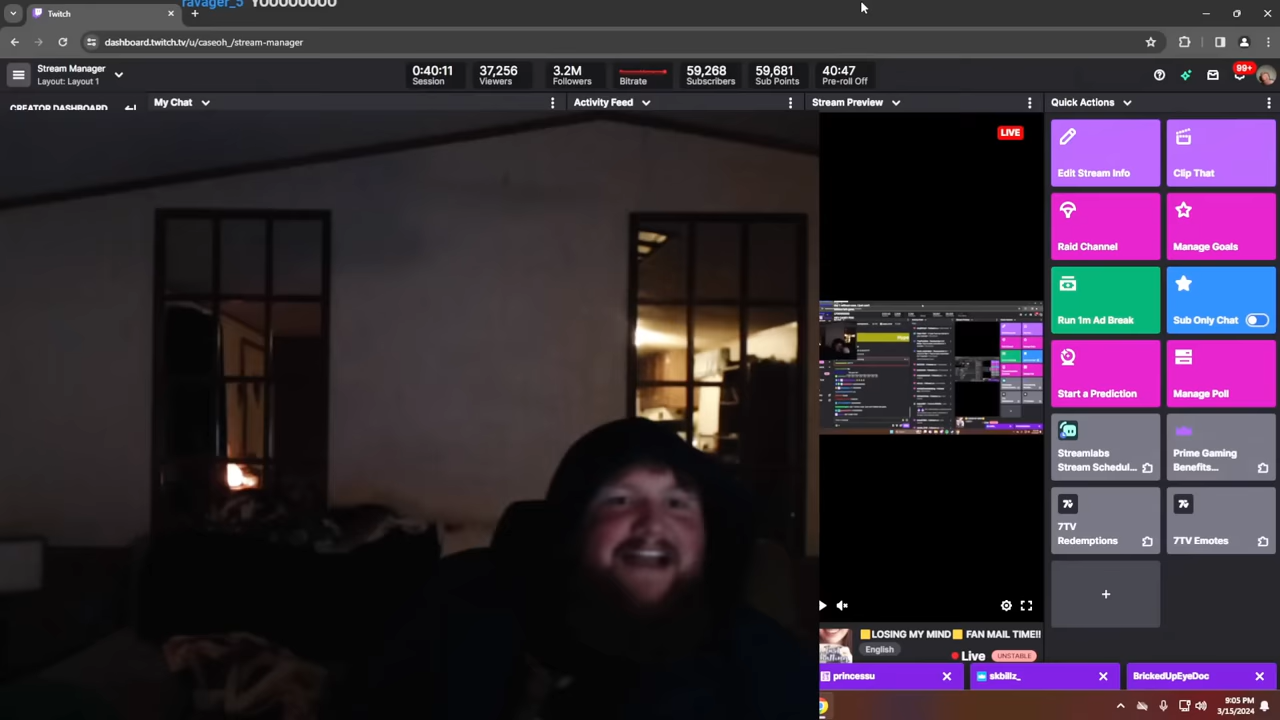 ravager_5 Yooooooo
Twitch
dashboard.twitch.tv/u/caseoh_/stream-manager
Stream Manager
Layout: Layout 1
0:40:11
Session
37,256
Viewers
3.2M
Followers
Bitrate
59,268
Subscribers
59,681
Sub Points
40:47
Pre-roll Off
99+
CREATOR DASHBOARD
My Chat
Activity Feed
Stream Preview
Quick Actions
LIVE
Edit Stream Info
Clip That
Raid Channel
Manage Goals
Run 1m Ad Break
Sub Only Chat
Start a Prediction
Manage Poll
Streamlabs
Stream Schedul...
Prime Gaming
Benefits...
7TV
Redemptions
7TV Emotes
LOSING MY MIND FAN MAIL TIME!!
English
Live UNSTABLE
princessu
skbillz_
BrickedUpEyeDoc
9:05 PM
3/15/2024